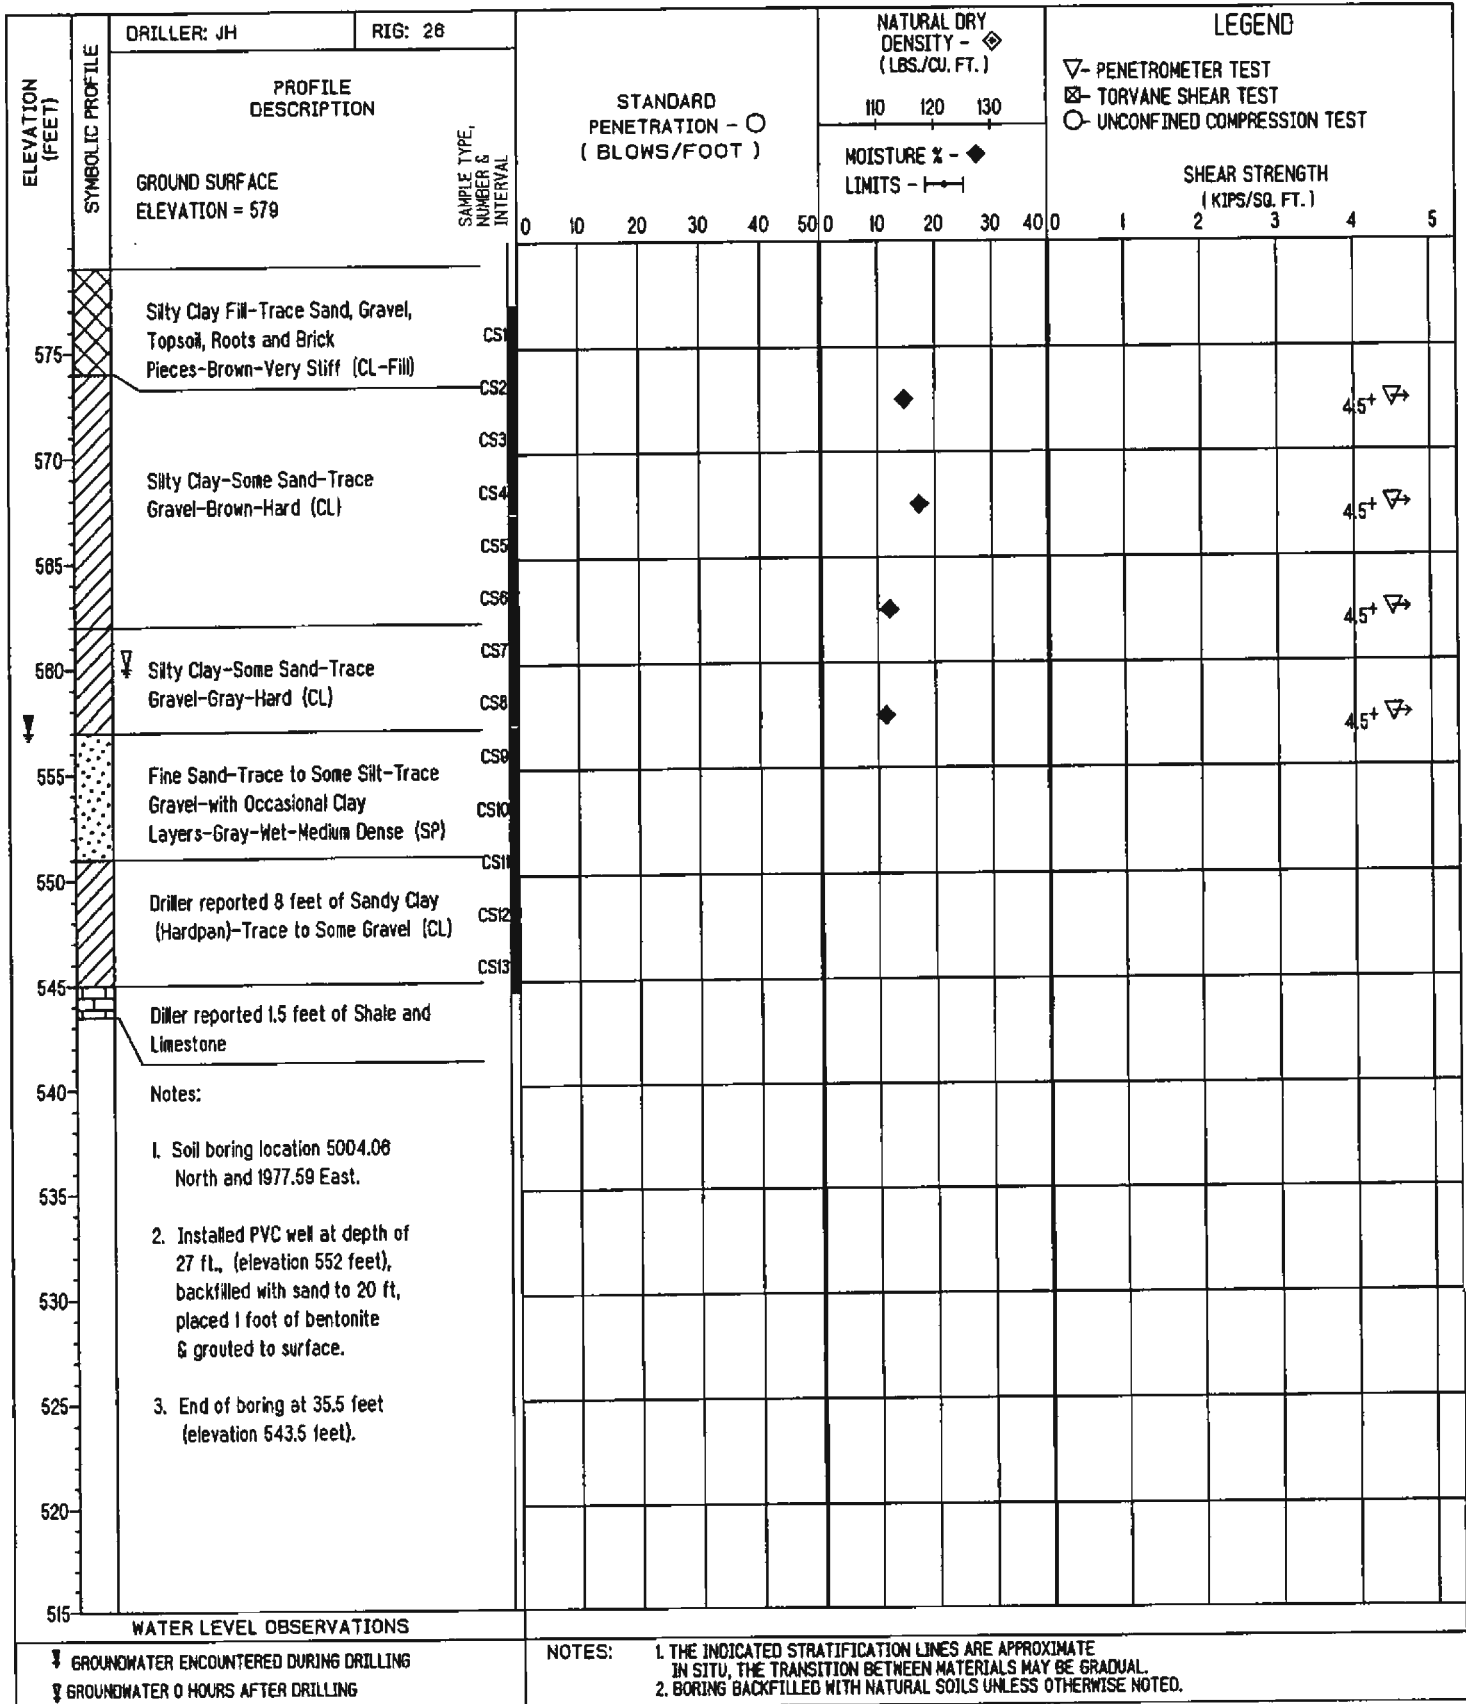 DRILLER: JH
RIG: 26
ELEVATION
(FEET)
SYMBOLIC PROFILE
PROFILE
DESCRIPTION
GROUND SURFACE
ELEVATION = 579
SAMPLE TYPE,
NUMBER &
INTERVAL
STANDARD
PENETRATION - O
( BLOWS/FOOT )
0 10 20 30 40 50
NATURAL DRY
DENSITY -
( LBS./CU. FT. )
110 120 130
MOISTURE % - ◆
LIMITS -
0 10 20 30 40
LEGEND
▽- PENETROMETER TEST
⊠- TORVANE SHEAR TEST
O- UNCONFINED COMPRESSION TEST
SHEAR STRENGTH
( KIPS/SQ. FT. )
0 1 2 3 4 5
Silty Clay Fill-Trace Sand, Gravel,
Topsoil, Roots and Brick
Pieces-Brown-Very Stiff (CL-Fill)
CS1
575
CS2
4.5+
CS3
570
Silty Clay-Some Sand-Trace
Gravel-Brown-Hard (CL)
CS4
4.5+
CS5
565
CS6
4.5+
CS7
560
Silty Clay-Some Sand-Trace
Gravel-Gray-Hard (CL)
CS8
4.5+
CS9
555
Fine Sand-Trace to Some Silt-Trace
Gravel-with Occasional Clay
Layers-Gray-Wet-Medium Dense (SP)
CS10
CS11
550
Driller reported 8 feet of Sandy Clay
(Hardpan)-Trace to Some Gravel (CL)
CS12
CS13
545
Diller reported 1.5 feet of Shale and
Limestone
540
Notes:
1. Soil boring location 5004.06
North and 1977.59 East.
535
2. Installed PVC well at depth of
27 ft., (elevation 552 feet),
backfilled with sand to 20 ft,
530
placed 1 foot of bentonite
& grouted to surface.
525
3. End of boring at 35.5 feet
(elevation 543.5 feet).
520
515
WATER LEVEL OBSERVATIONS
GROUNDWATER ENCOUNTERED DURING DRILLING
GROUNDWATER 0 HOURS AFTER DRILLING
NOTES: 1. THE INDICATED STRATIFICATION LINES ARE APPROXIMATE
IN SITU, THE TRANSITION BETWEEN MATERIALS MAY BE GRADUAL.
2. BORING BACKFILLED WITH NATURAL SOILS UNLESS OTHERWISE NOTED.